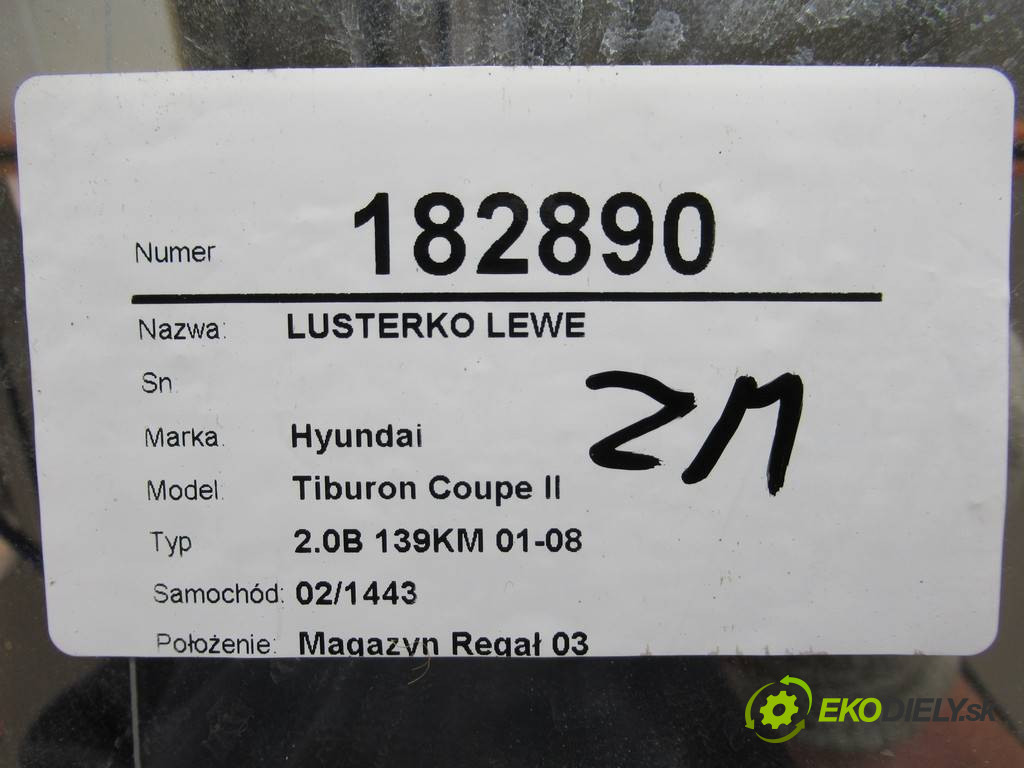 Numer 182890
Nazwa: LUSTERKO LEWE
Sn.
ZM
Marka: Hyundai
Model: Tiburon Coupe II
Typ 2.0B 139KM 01-08
Samochód: 02/1443
Położenie: Magazyn Regał 03
EKODIELY.sk